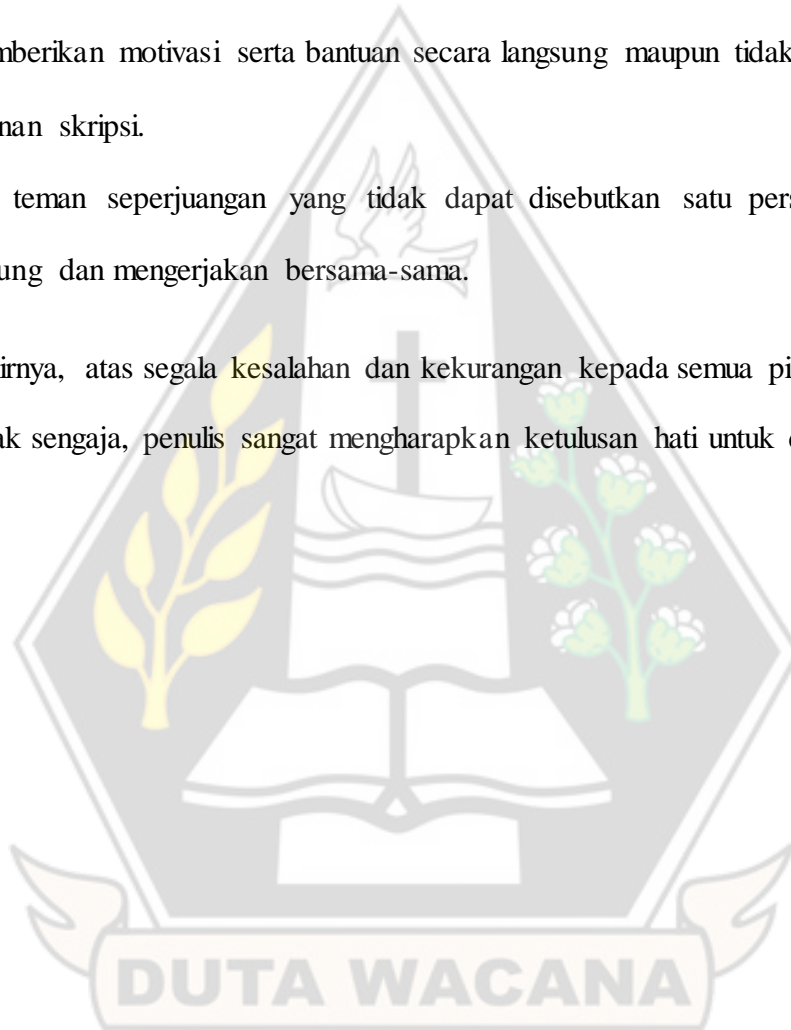 mberikan motivasi serta bantuan secara langsung maupun tidak
nan skripsi.
teman seperjuangan yang tidak dapat disebutkan satu pers
ung dan mengerjakan bersama-sama.
irnya, atas segala kesalahan dan kekurangan kepada semua pi
ak sengaja, penulis sangat mengharapkan ketulusan hati untuk
DUTA WACANA